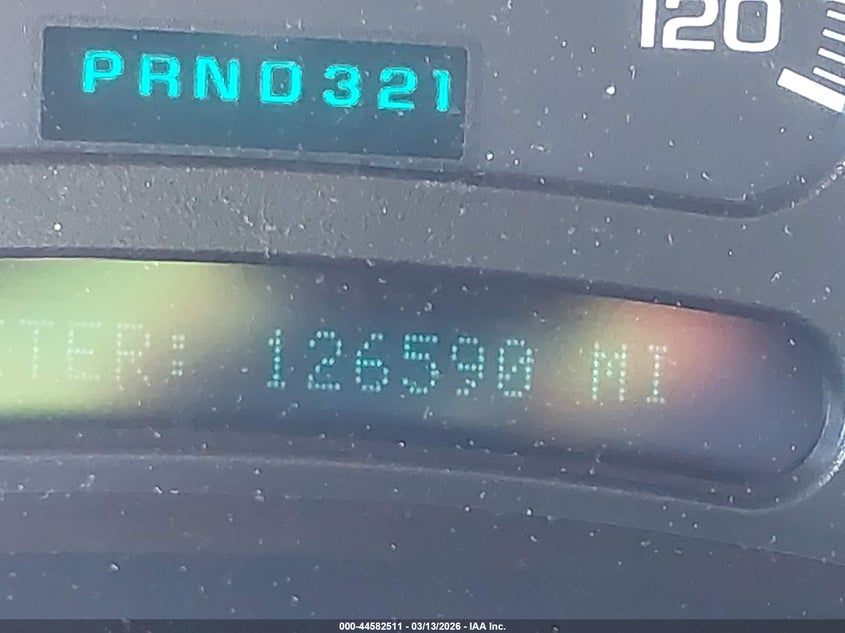 120
PRND321
TER: 126590 MI
000-44582511 - 03/13/2026 - IAA Inc.